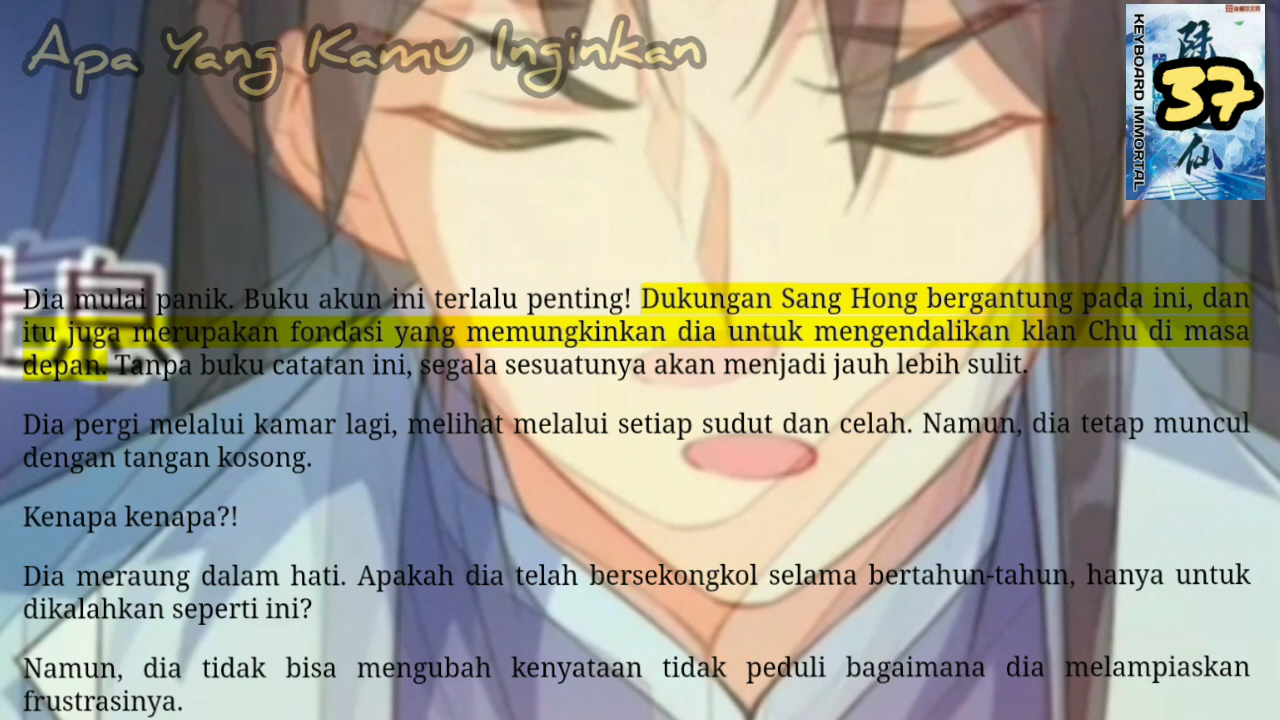 Apa Yang Kamu Inginkan
KEYBOARD IMMORTAL
陆
37
仙
息
Dia mulai panik. Buku akun ini terlalu penting! Dukungan Sang Hong bergantung pada ini, dan
itu juga merupakan fondasi yang memungkinkan dia untuk mengendalikan klan Chu di masa
depan. Tanpa buku catatan ini, segala sesuatunya akan menjadi jauh lebih sulit.
Dia pergi melalui kamar lagi, melihat melalui setiap sudut dan celah. Namun, dia tetap muncul
dengan tangan kosong.
Kenapa kenapa?!
Dia meraung dalam hati. Apakah dia telah bersekongkol selama bertahun-tahun, hanya untuk
dikalahkan seperti ini?
Namun, dia tidak bisa mengubah kenyataan tidak peduli bagaimana dia melampiaskan
frustrasinya.